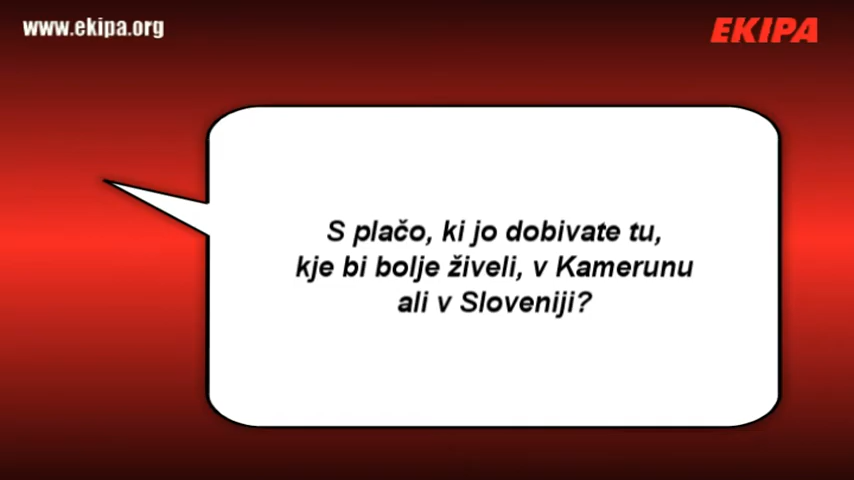 www.ekipa.org
EKIPA
S plačo, ki jo dobivate tu,
kje bi bolje živeli, v Kamerunu
ali v Sloveniji?